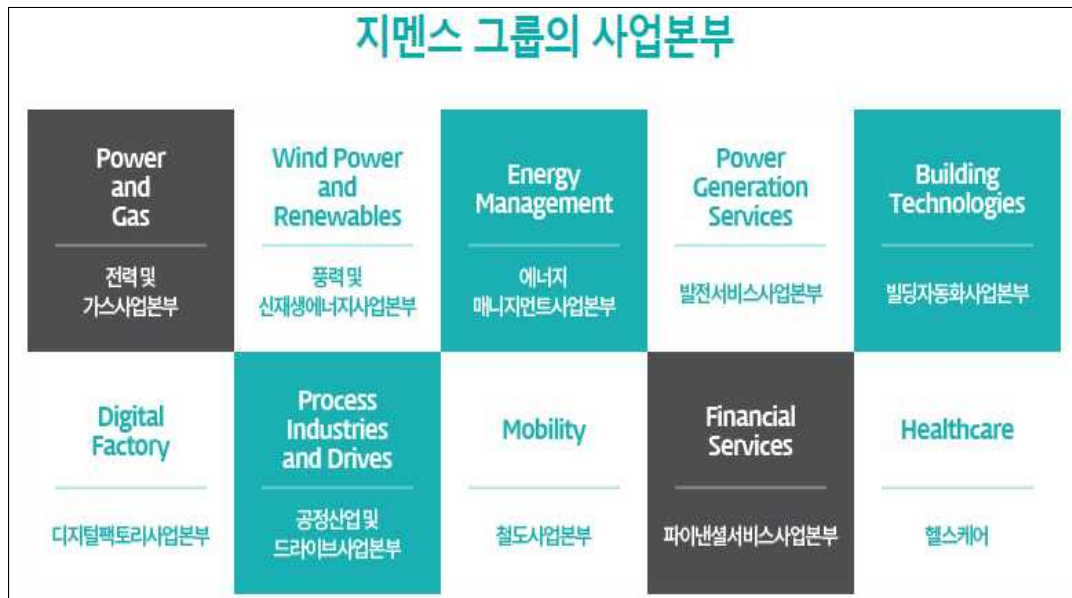 지멘스 그룹의 사업본부
Power
and
Gas
전력 및
가스사업본부
Wind Power
and
Renewables
풍력 및
신재생에너지사업본부
Energy
Management
에너지
매니지먼트사업본부
Power
Generation
Services
발전서비스사업본부
Building
Technologies
빌딩자동화사업본부
Digital
Factory
디지털팩토리사업본부
Process
Industries
and Drives
공정산업 및
드라이브사업본부
Mobility
철도사업본부
Financial
Services
파이낸셜서비스사업본부
Healthcare
헬스케어